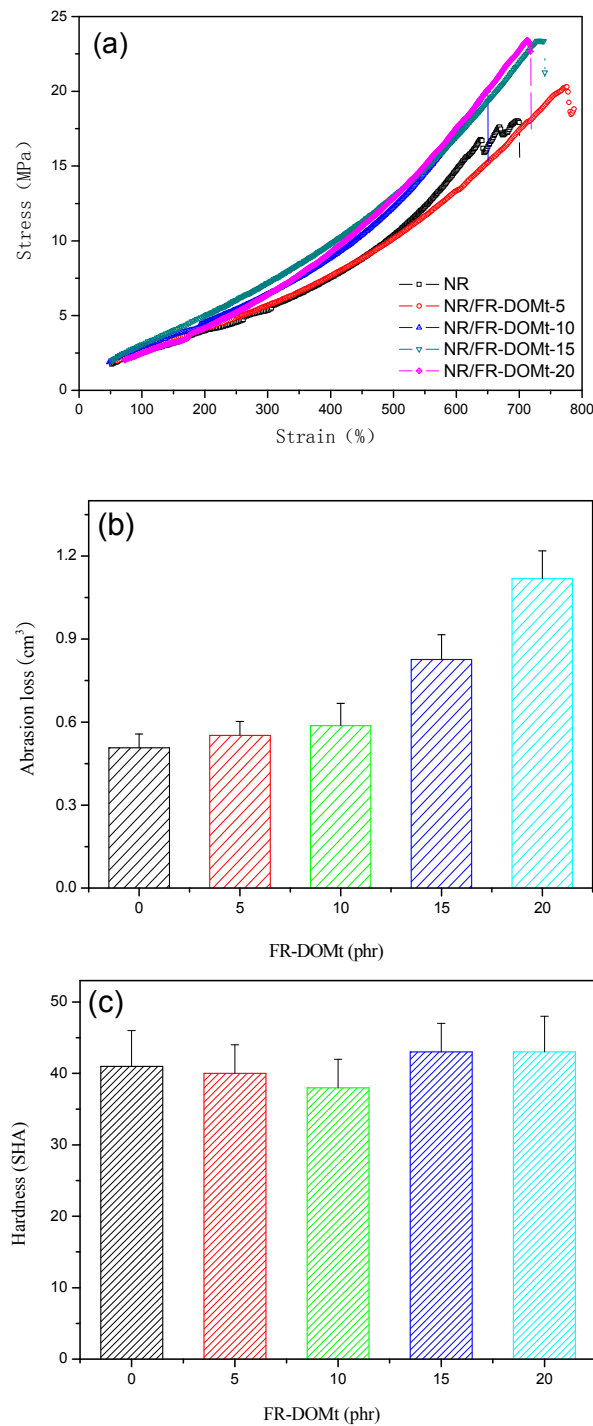 (a)
25
20
15
10
5
0
Stress (MPa)
NR
NR/FR-DOMt-5
NR/FR-DOMt-10
NR/FR-DOMt-15
NR/FR-DOMt-20
0 100 200 300 400 500 600 700 800
Strain (%)
(b)
1.2
0.9
0.6
0.3
0.0
Abrasion loss (cm³)
0 5 10 15 20
FR-DOMt (phr)
(c)
50
40
30
20
10
0
Hardness (SHA)
0 5 10 15 20
FR-DOMt (phr)